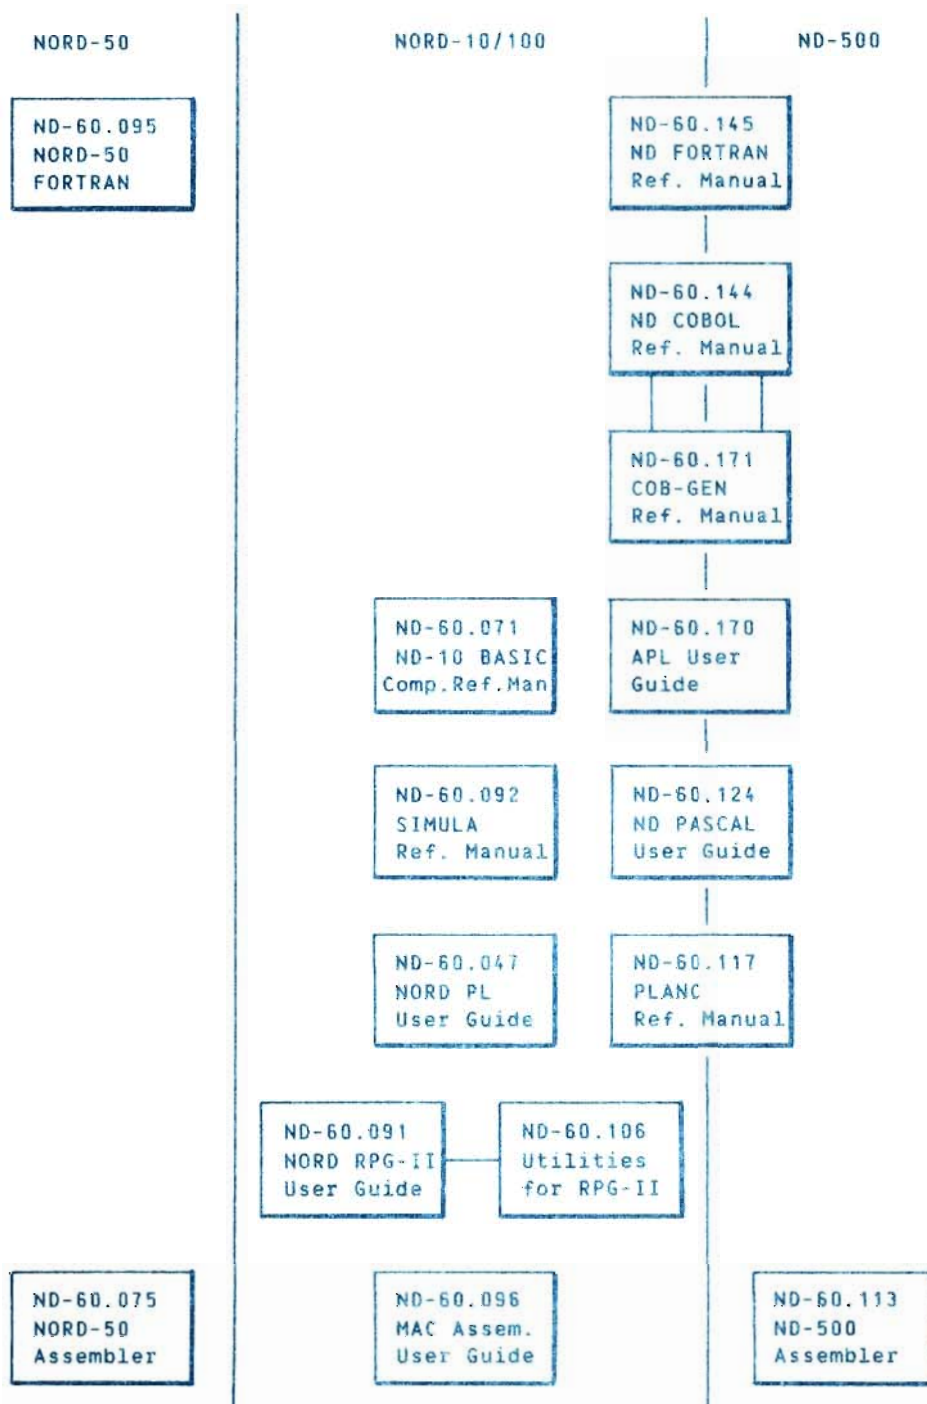 NORD-50
NORD-10/100
ND-500
ND-60.095
NORD-50
FORTRAN
ND-60.145
ND FORTRAN
Ref. Manual
ND-60.144
ND COBOL
Ref. Manual
ND-60.171
COB-GEN
Ref. Manual
ND-60.071
ND-10 BASIC
Comp.Ref.Man
ND-60.170
APL User
Guide
ND-60.092
SIMULA
Ref. Manual
ND-60.124
ND PASCAL
User Guide
ND-60.047
NORD PL
User Guide
ND-60.117
PLANC
Ref. Manual
ND-60.091
NORD RPG-II
User Guide
ND-60.106
Utilities
for RPG-II
ND-60.075
NORD-50
Assembler
ND-60.096
MAC Assem.
User Guide
ND-60.113
ND-500
Assembler